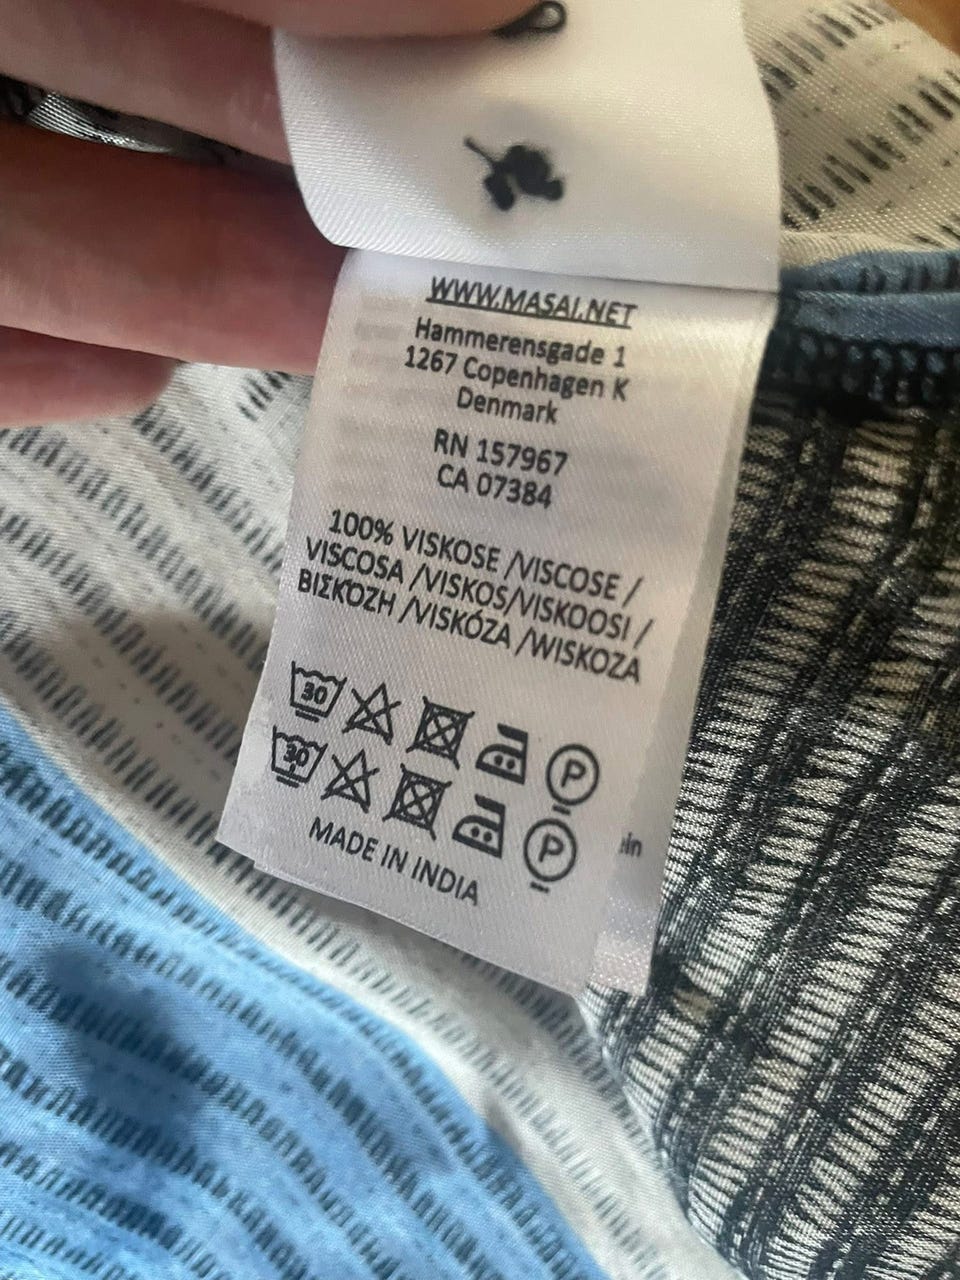 WWW.MASAI.NET
Hammerensgade 1
1267 Copenhagen K
Denmark
RN 157967
CA 07384
100% VISKOSE /VISCOSE /
VISCOSA /VISKOS/VISKOOSI /
ΒΙΣΚΌΖΗ /VISKÓZA /WISKOZA
30 P
30 P
MADE IN INDIA